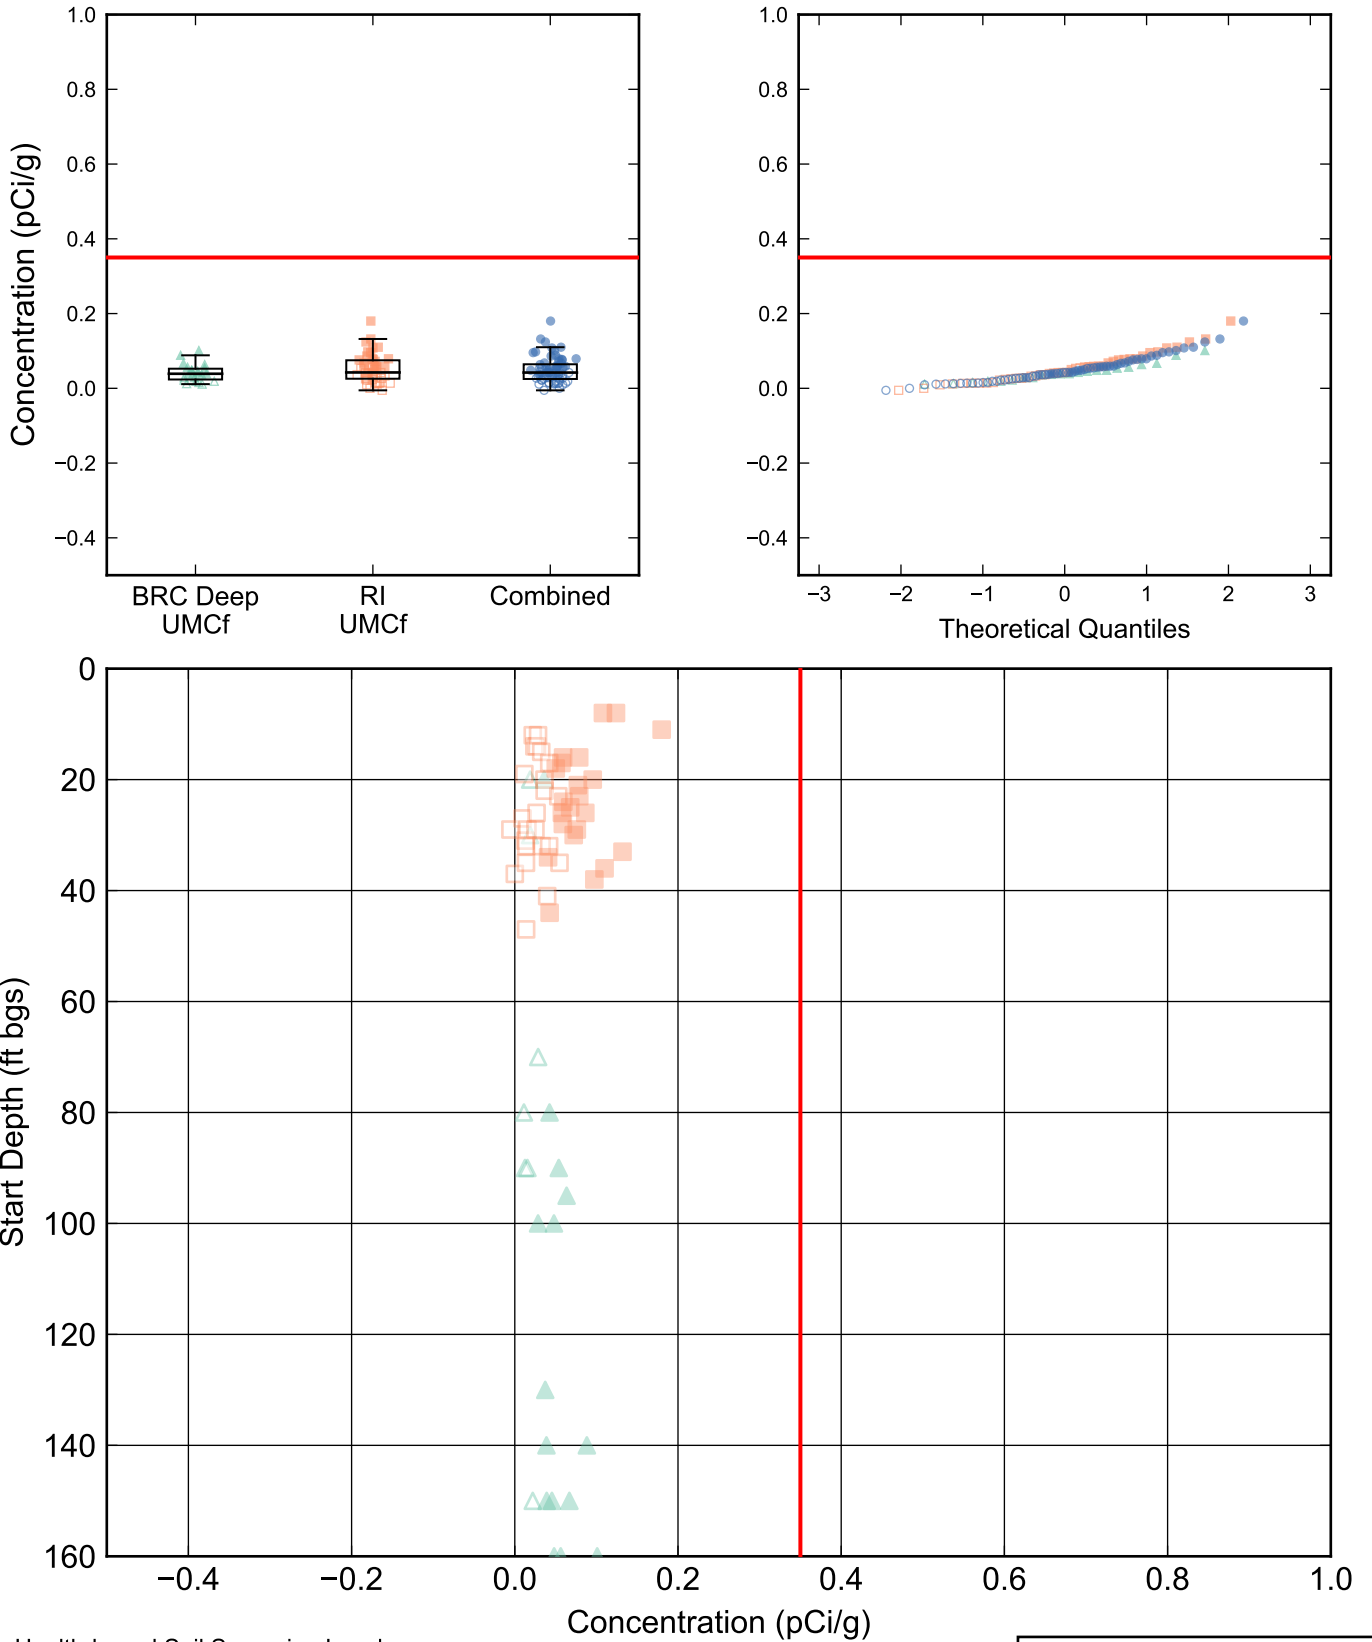 1.0
0.8
0.6
0.4
0.2
0.0
−0.2
−0.4
Concentration (pCi/g)
BRC Deep
UMCf
RI
UMCf
Combined
1.0
0.8
0.6
0.4
0.2
0.0
−0.2
−0.4
−3 −2 −1 0 1 2 3
Theoretical Quantiles
0
20
40
60
80
100
120
140
160
Start Depth (ft bgs)
−0.4 −0.2 0.0 0.2 0.4 0.6 0.8 1.0
Concentration (pCi/g)